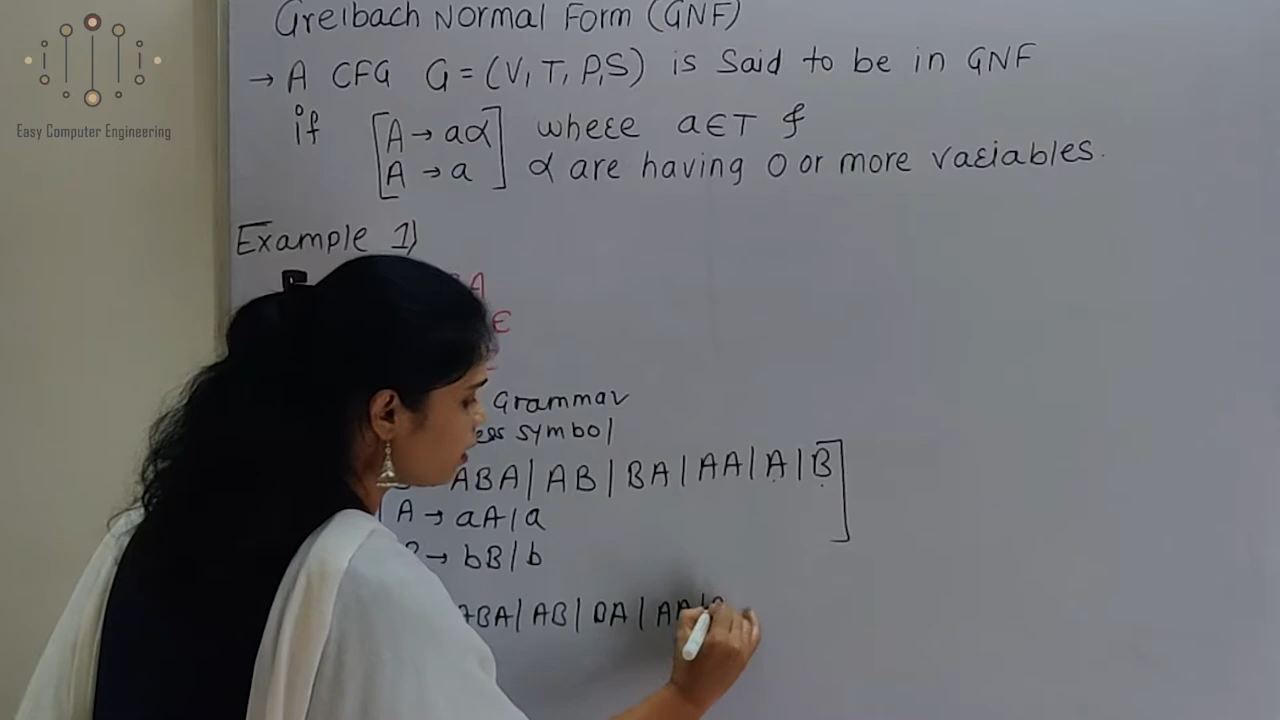 Greibach Normal Form (GNF)
→ A CFG G = (V, T, P, S) is said to be in GNF
if [A → aα] where a∈T &
[A → a] α are having 0 or more variables.
Easy Computer Engineering
Example 1)
A
ϵ
Grammar
symbol
ABA | AB | BA | AA | A | B
A → aA | a
→ bB | b
BA | AB | BA |